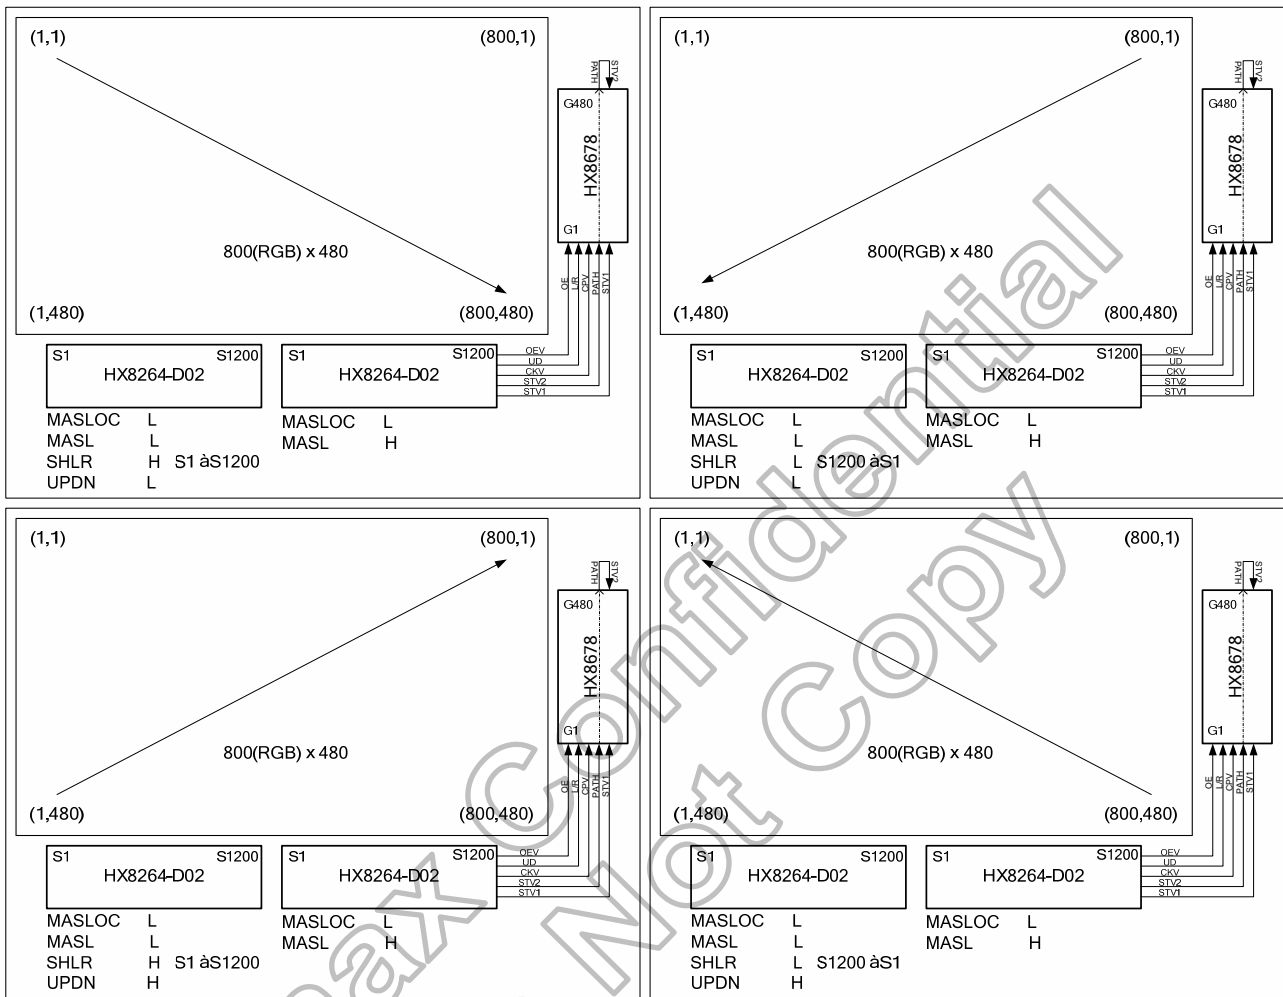 (1,1) (800,1)
PATH STV2
G480
HX8678
G1
800(RGB) x 480
OE L/R CPV PATH STV1
(1,480) (800,480)
S1 S1200
HX8264-D02
S1 S1200
HX8264-D02
OEV
UD
CKV
STV2
STV1
MASLOC L
MASL L
SHLR H S1 àS1200
UPDN L
MASLOC L
MASL H
(1,1) (800,1)
PATH STV2
G480
HX8678
G1
800(RGB) x 480
OE L/R CPV PATH STV1
(1,480) (800,480)
S1 S1200
HX8264-D02
S1 S1200
HX8264-D02
OEV
UD
CKV
STV2
STV1
MASLOC L
MASL L
SHLR L S1200 àS1
UPDN L
MASLOC L
MASL H
(1,1) (800,1)
PATH STV2
G480
HX8678
G1
800(RGB) x 480
OE L/R CPV PATH STV1
(1,480) (800,480)
S1 S1200
HX8264-D02
S1 S1200
HX8264-D02
OEV
UD
CKV
STV2
STV1
MASLOC L
MASL L
SHLR H S1 àS1200
UPDN H
MASLOC L
MASL H
(1,1) (800,1)
PATH STV2
G480
HX8678
G1
800(RGB) x 480
OE L/R CPV PATH STV1
(1,480) (800,480)
S1 S1200
HX8264-D02
S1 S1200
HX8264-D02
OEV
UD
CKV
STV2
STV1
MASLOC L
MASL L
SHLR L S1200 àS1
UPDN H
MASLOC L
MASL H
Confidential
Not Copy